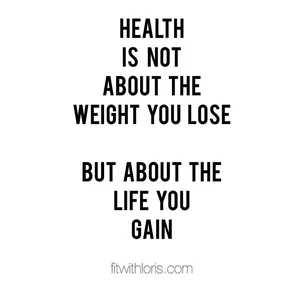 HEALTH
IS NOT
ABOUT THE
WEIGHT YOU LOSE
BUT ABOUT THE
LIFE YOU
GAIN
fitwithloris.com